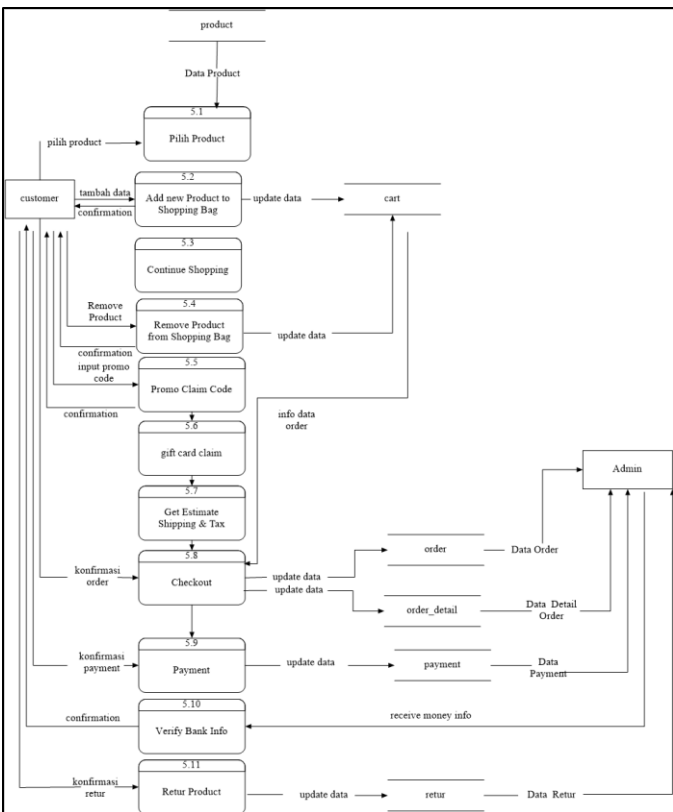 product
Data Product
5.1
Pilih Product
pilih product
5.2
customer
tambah data
confirmation
Add new Product to
Shopping Bag
update data
cart
5.3
Continue Shopping
5.4
Remove
Product
Remove Product
from Shopping Bag
update data
confirmation
input promo
code
5.5
Promo Claim Code
confirmation
info data
order
5.6
gift card claim
Admin
5.7
Get Estimate
Shipping & Tax
5.8
konfirmasi
order
Checkout
update data
update data
order
Data Order
order_detail
Data Detail
Order
5.9
konfirmasi
payment
Payment
update data
payment
Data
Payment
5.10
confirmation
Verify Bank Info
receive money info
5.11
konfirmasi
retur
Retur Product
update data
retur
Data Retur